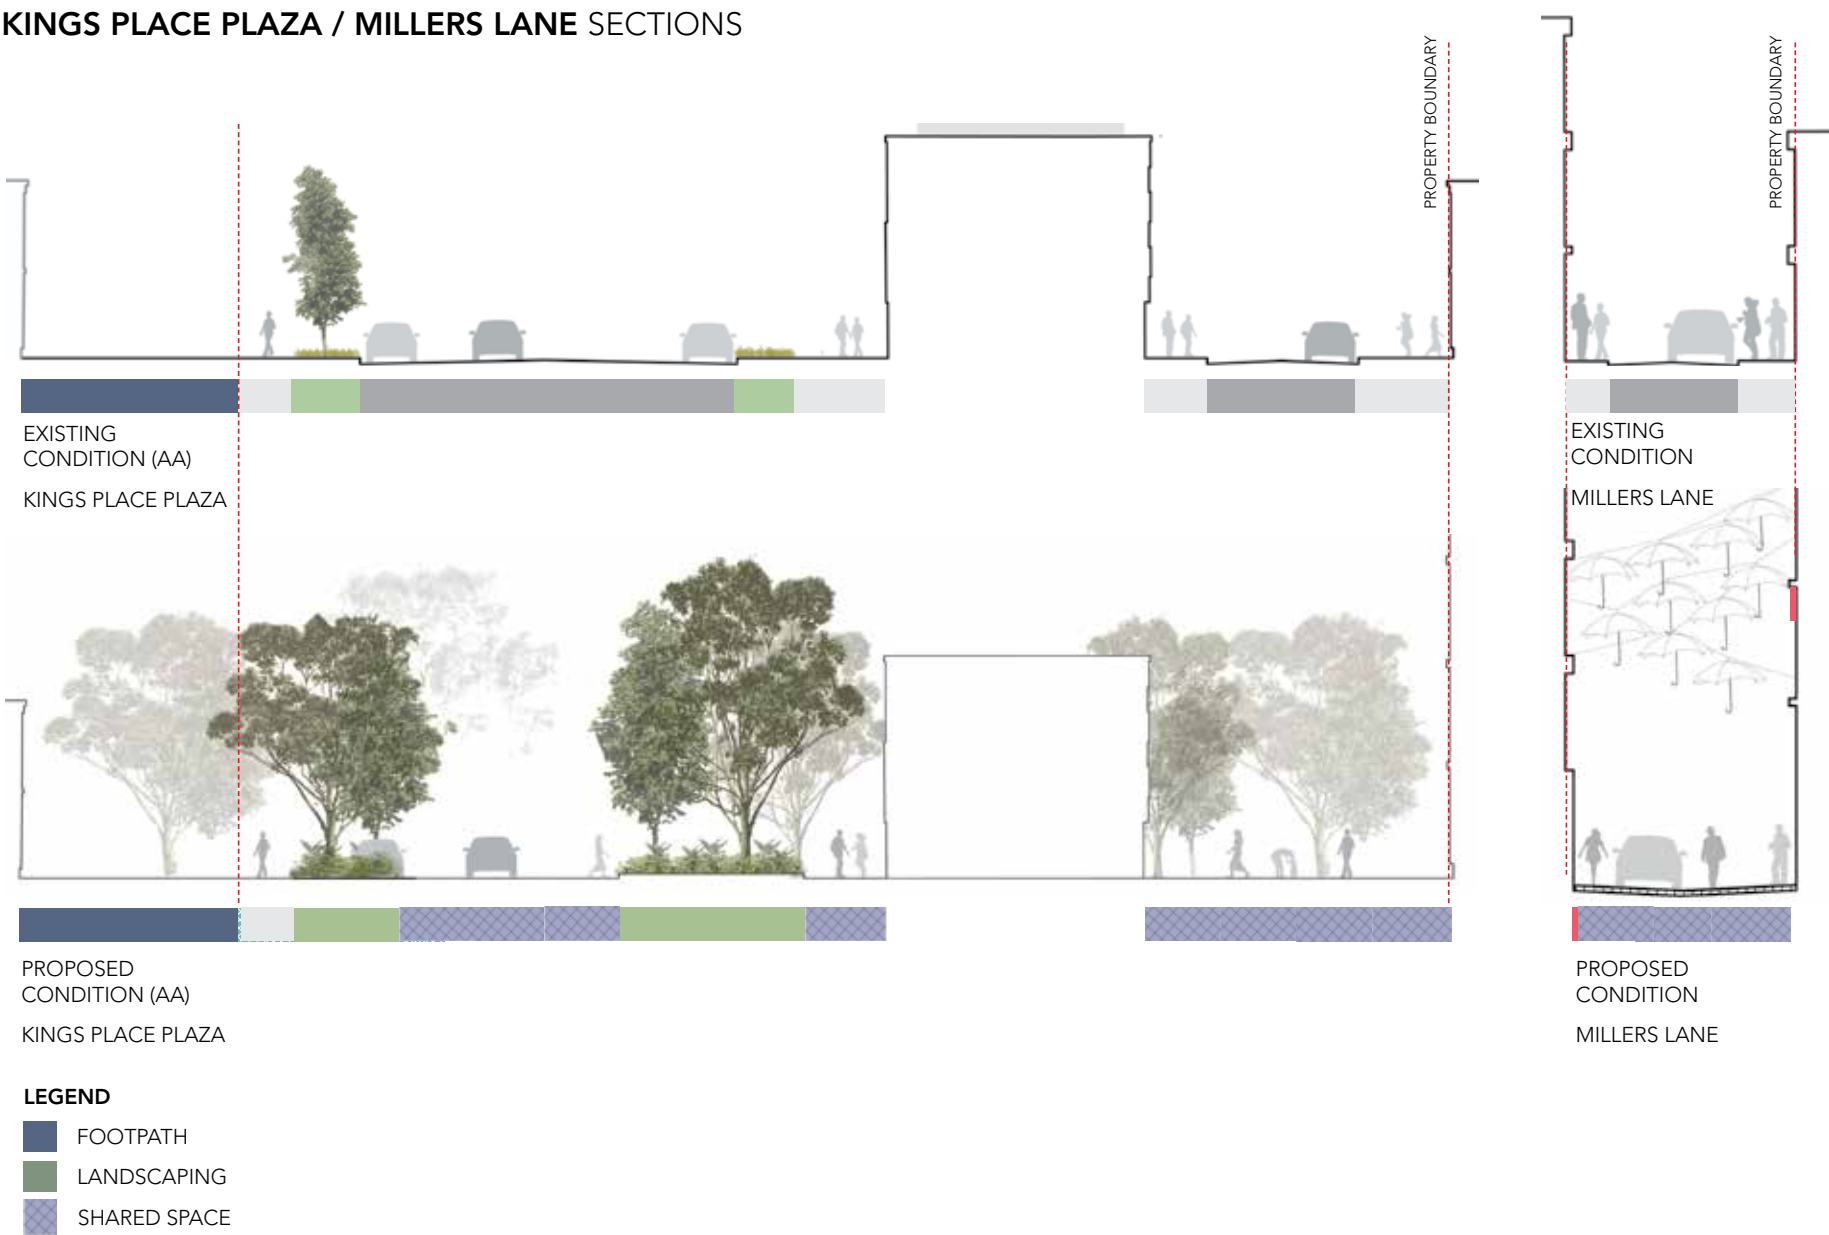 KINGS PLACE PLAZA / MILLERS LANE SECTIONS
PROPERTY BOUNDARY
PROPERTY BOUNDARY
EXISTING
CONDITION (AA)
KINGS PLACE PLAZA
EXISTING
CONDITION
MILLERS LANE
PROPOSED
CONDITION (AA)
KINGS PLACE PLAZA
PROPOSED
CONDITION
MILLERS LANE
LEGEND
FOOTPATH
LANDSCAPING
SHARED SPACE